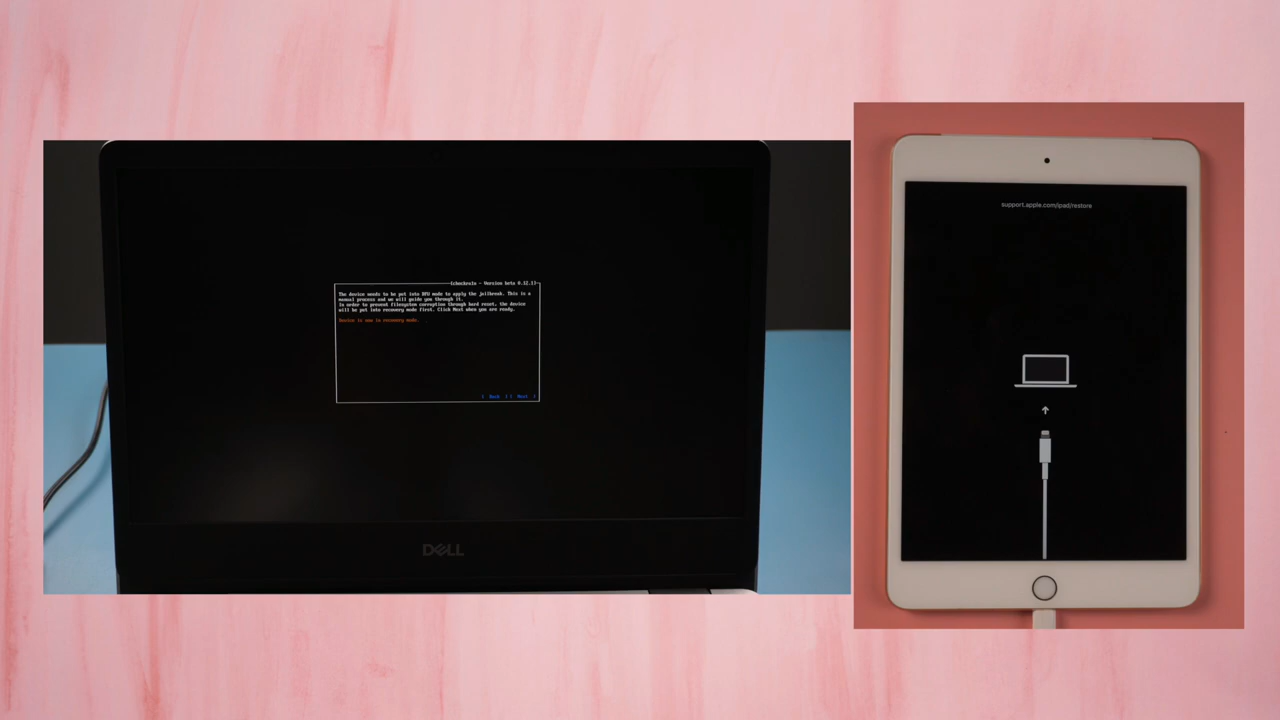 [checkra1n - Version beta 0.12.1]
The device needs to be put into DFU mode to apply the jailbreak. This is a
manual process and we will guide you through it.
In order to prevent filesystem corruption through hard reset, the device
will be put into recovery mode first. Click Next when you are ready.
Device is now in recovery mode.
[ Back ] [ Next ]
DELL
support.apple.com/ipad/restore